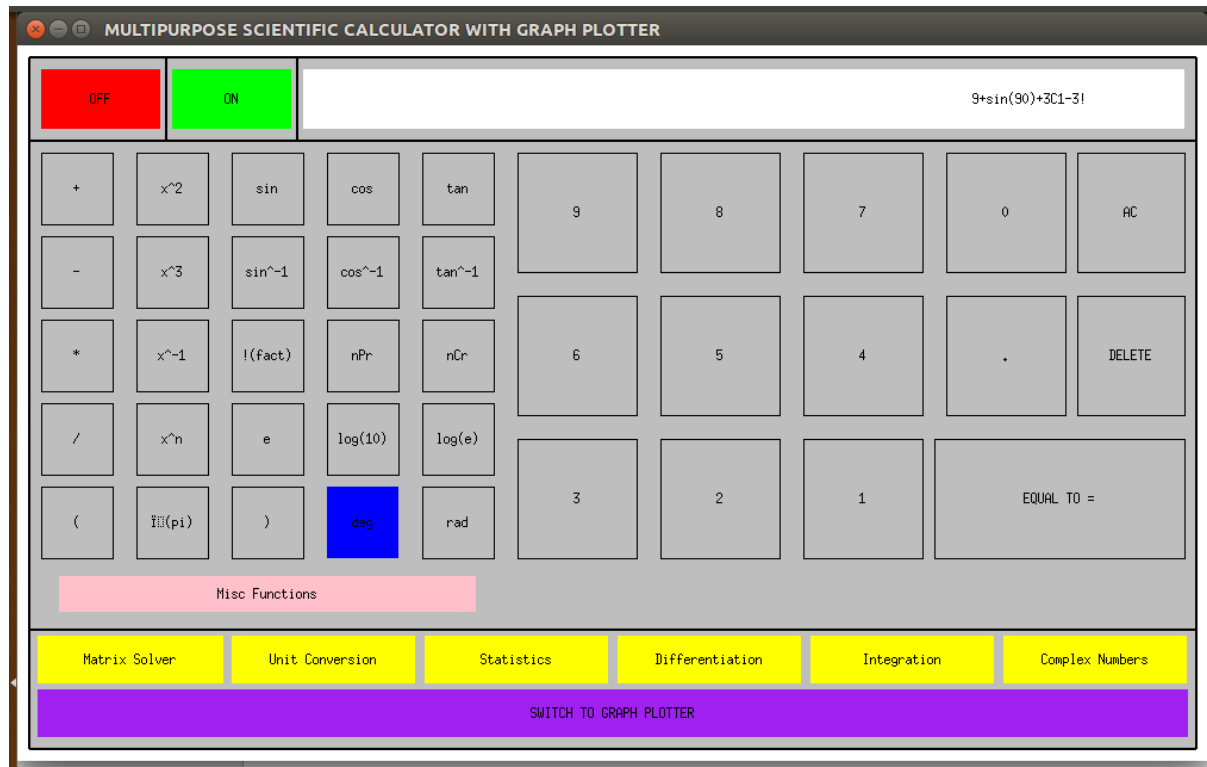 MULTIPURPOSE SCIENTIFIC CALCULATOR WITH GRAPH PLOTTER
OFF
ON
9+sin(90)+3C1-3!
+
x^2
sin
cos
tan
9
8
7
0
AC
-
x^3
sin^-1
cos^-1
tan^-1
*
x^-1
!(fact)
nPr
nCr
6
5
4
.
DELETE
/
x^n
e
log(10)
log(e)
3
2
1
EQUAL TO =
(
Ï(pi)
)
deg
rad
Misc Functions
Matrix Solver
Unit Conversion
Statistics
Differentiation
Integration
Complex Numbers
SWITCH TO GRAPH PLOTTER